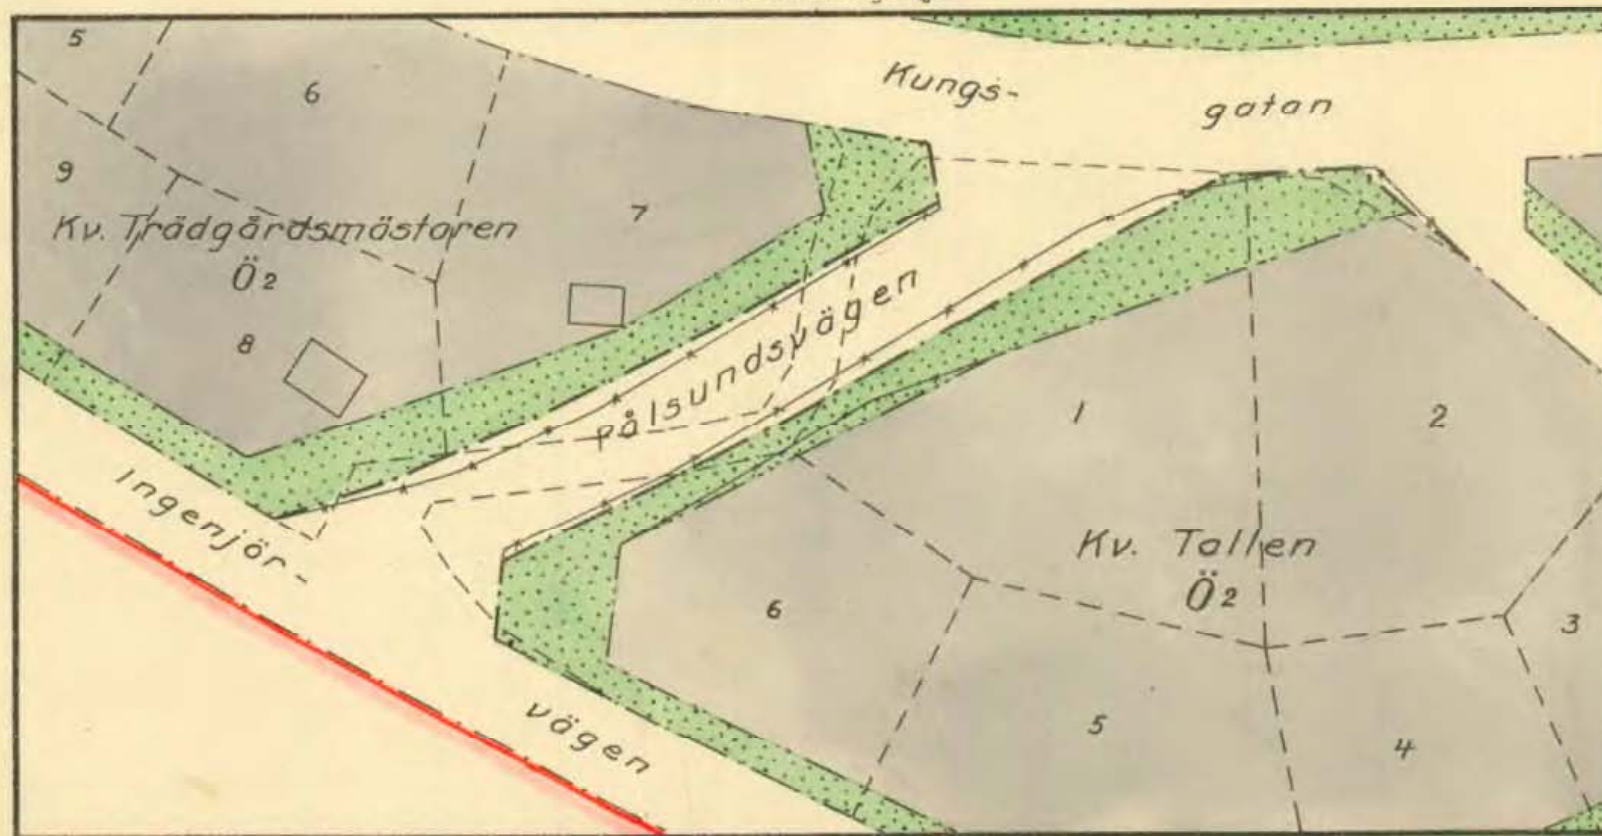 Kungs-
gatan
5
6
9
7
Kv. Trädgårdsmästaren
Ö2
8
pålsundsvägen
1
2
Ingenjör-
vägen
Kv. Tallen
Ö2
6
3
5
4